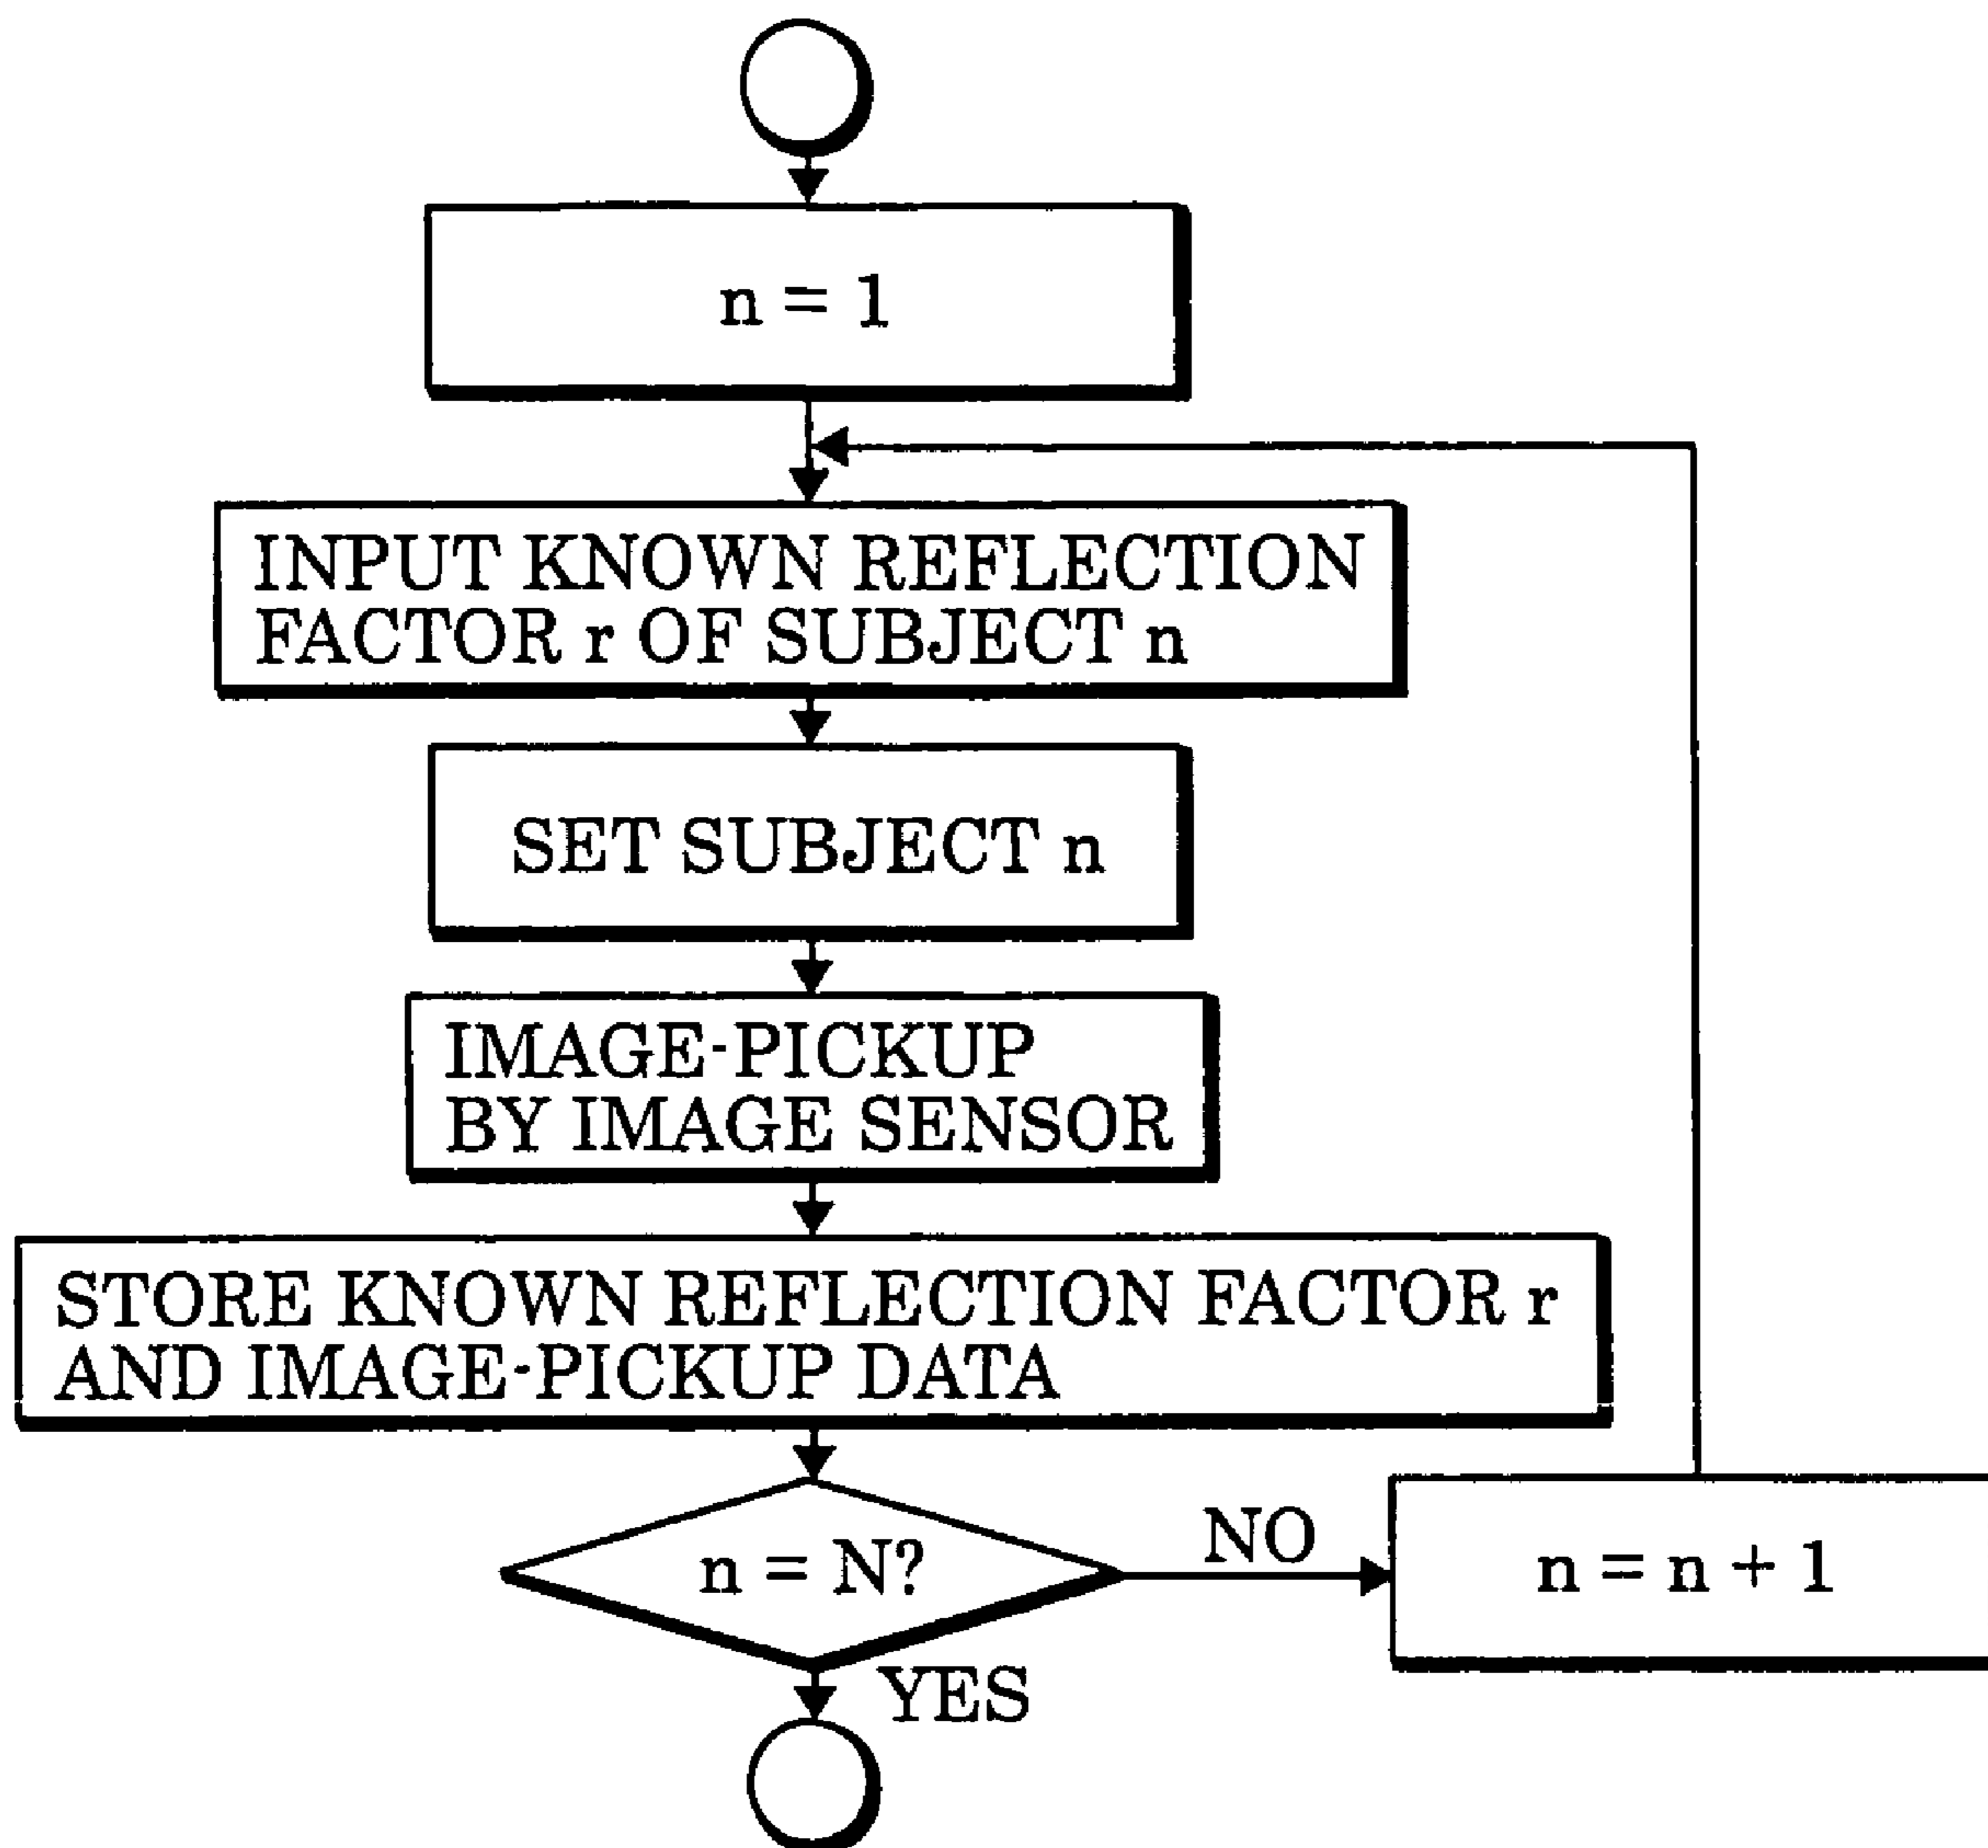 n = 1
INPUT KNOWN REFLECTION
FACTOR r OF SUBJECT n
SET SUBJECT n
IMAGE-PICKUP
BY IMAGE SENSOR
STORE KNOWN REFLECTION FACTOR r
AND IMAGE-PICKUP DATA
n = N?
NO
n = n + 1
YES